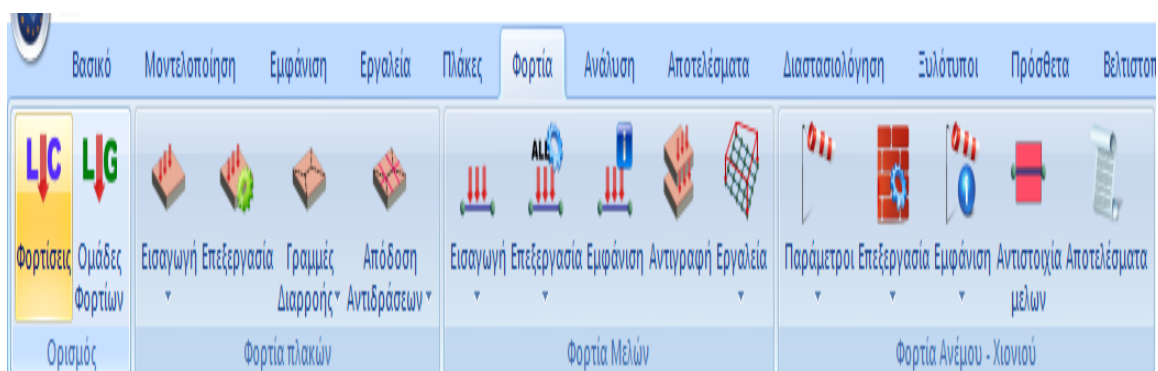 Βασικό Μοντελοποίηση Εμφάνιση Εργαλεία Πλάκες Φορτία Ανάλυση Αποτελέσματα Διαστασιολόγηση Ξυλότυποι Πρόσθετα Βελτιστοπ
LC LG ALE
Φορτίσεις Ομάδες Εισαγωγή Επεξεργασία Γραμμές Απόδοση Εισαγωγή Επεξεργασία Εμφάνιση Αντιγραφή Εργαλεία Παράμετροι Επεξεργασία Εμφάνιση Αντιστοιχία Αποτελέσματα
Φορτίων Διαρροής Αντιδράσεων μελων
Ορισμός Φορτία πλακών Φορτία Μελών Φορτία Ανέμου - Χιονιού